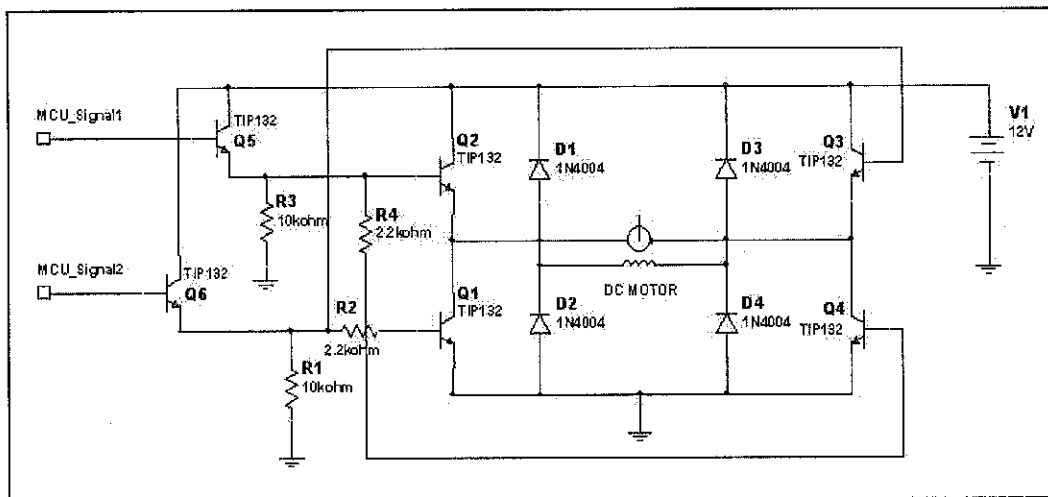 MCU_Signal1
TIP132
Q5
Q2
TIP132
D1
1N4004
D3
1N4004
Q3
TIP132
V1
12V
R3
10kohm
R4
2.2kohm
MCU_Signal2
TIP132
Q6
R2
2.2kohm
Q1
TIP132
D2
1N4004
DC MOTOR
D4
1N4004
Q4
TIP132
R1
10kohm